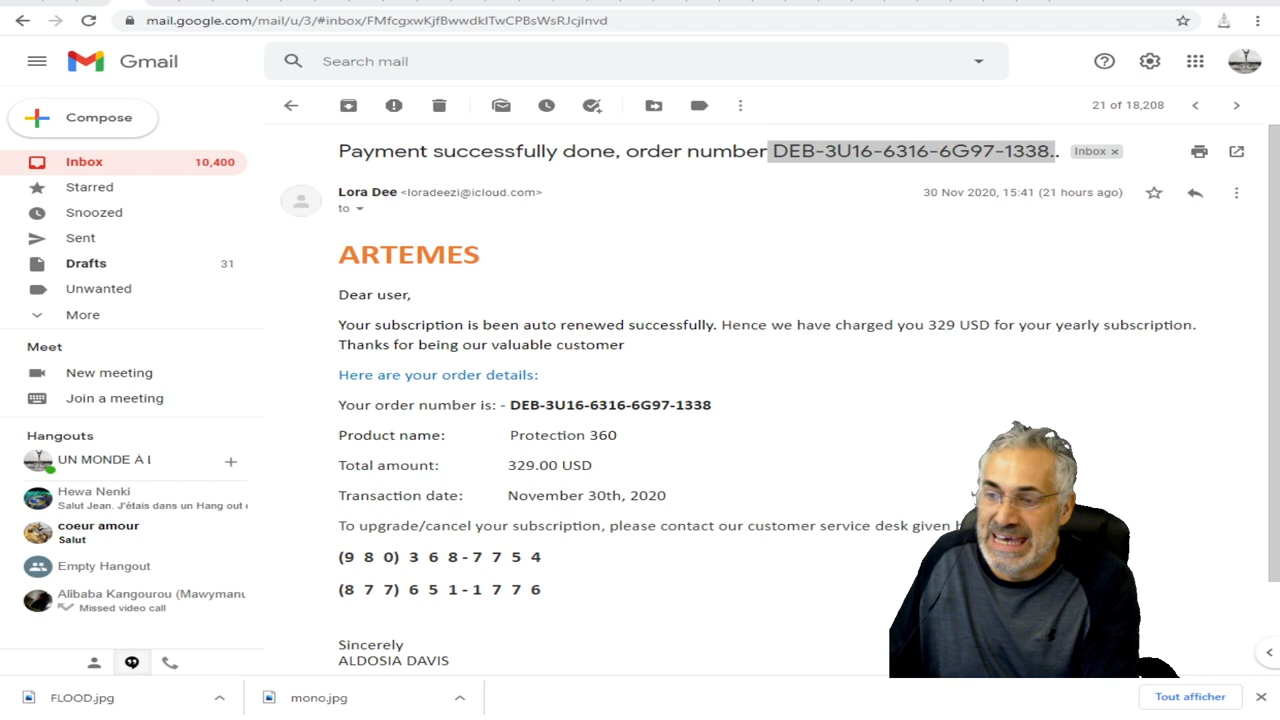 mail.google.com/mail/u/3/#inbox/FMfcgxwKjfBwwdklTwCPBsWsRJcjlnvd
Gmail
Search mail
Compose
21 of 18,208
Inbox 10,400
Starred
Snoozed
Sent
Drafts 31
Unwanted
More
Meet
New meeting
Join a meeting
Hangouts
UN MONDE À L
Hewa Nenki
Salut Jean. J'étais dans un Hang out
coeur amour
Salut
Empty Hangout
Alibaba Kangourou (Mawymanu
Missed video call
Payment successfully done, order number DEB-3U16-6316-6G97-1338.. Inbox
Lora Dee <loradeezi@icloud.com> 30 Nov 2020, 15:41 (21 hours ago)
to
ARTEMES
Dear user,
Your subscription is been auto renewed successfully. Hence we have charged you 329 USD for your yearly subscription.
Thanks for being our valuable customer
Here are your order details:
Your order number is: - DEB-3U16-6316-6G97-1338
Product name: Protection 360
Total amount: 329.00 USD
Transaction date: November 30th, 2020
To upgrade/cancel your subscription, please contact our customer service desk given
(9 8 0) 3 6 8 - 7 7 5 4
(8 7 7) 6 5 1 - 1 7 7 6
Sincerely
ALDOSIA DAVIS
FLOOD.jpg
mono.jpg
Tout afficher